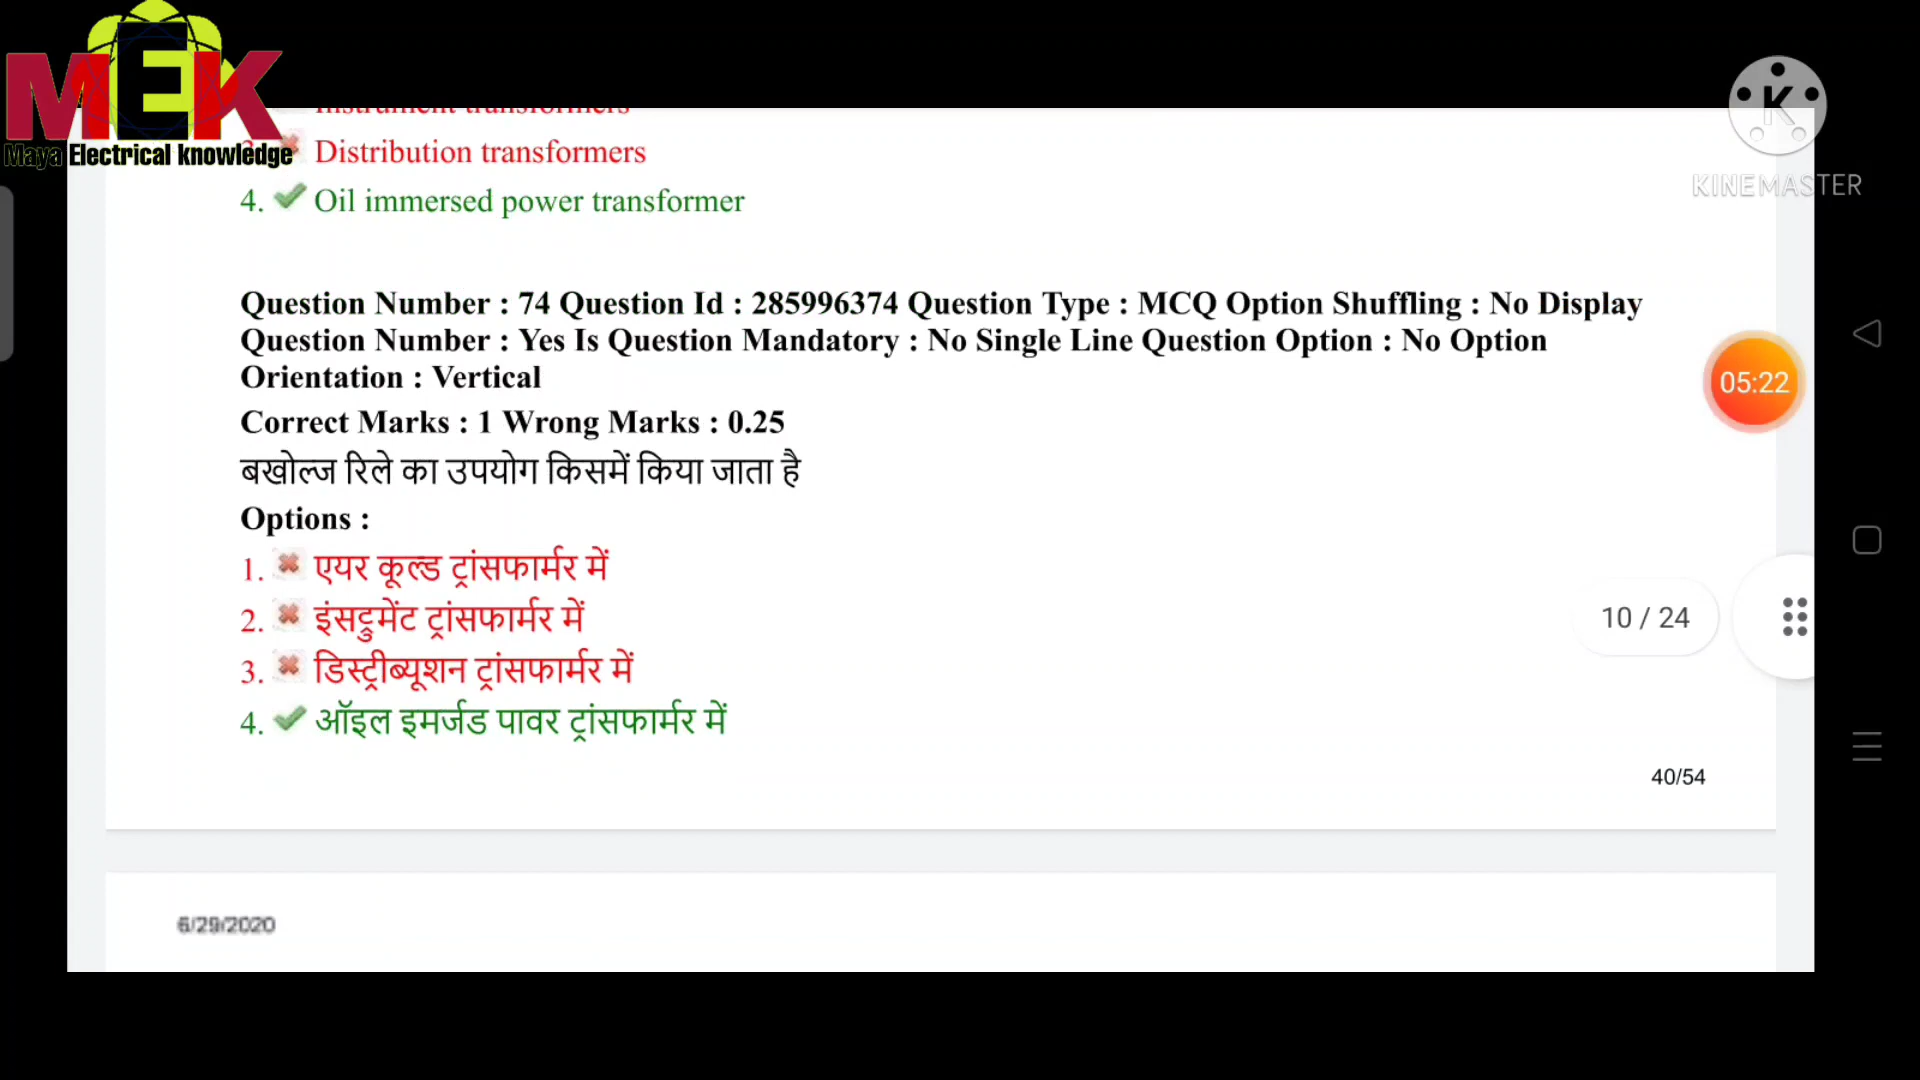 MEK
Maya Electrical knowledge
Instrument transformers
Distribution transformers
4. Oil immersed power transformer
KINEMASTER
Question Number : 74 Question Id : 285996374 Question Type : MCQ Option Shuffling : No Display
Question Number : Yes Is Question Mandatory : No Single Line Question Option : No Option
Orientation : Vertical
05:22
Correct Marks : 1 Wrong Marks : 0.25
बखोल्ज रिले का उपयोग किसमें किया जाता है
Options :
1. एयर कूल्ड ट्रांसफार्मर में
2. इंसट्रुमेंट ट्रांसफार्मर में
10 / 24
3. डिस्ट्रीब्यूशन ट्रांसफार्मर में
4. ऑइल इमर्जड पावर ट्रांसफार्मर में
40/54
6/29/2020